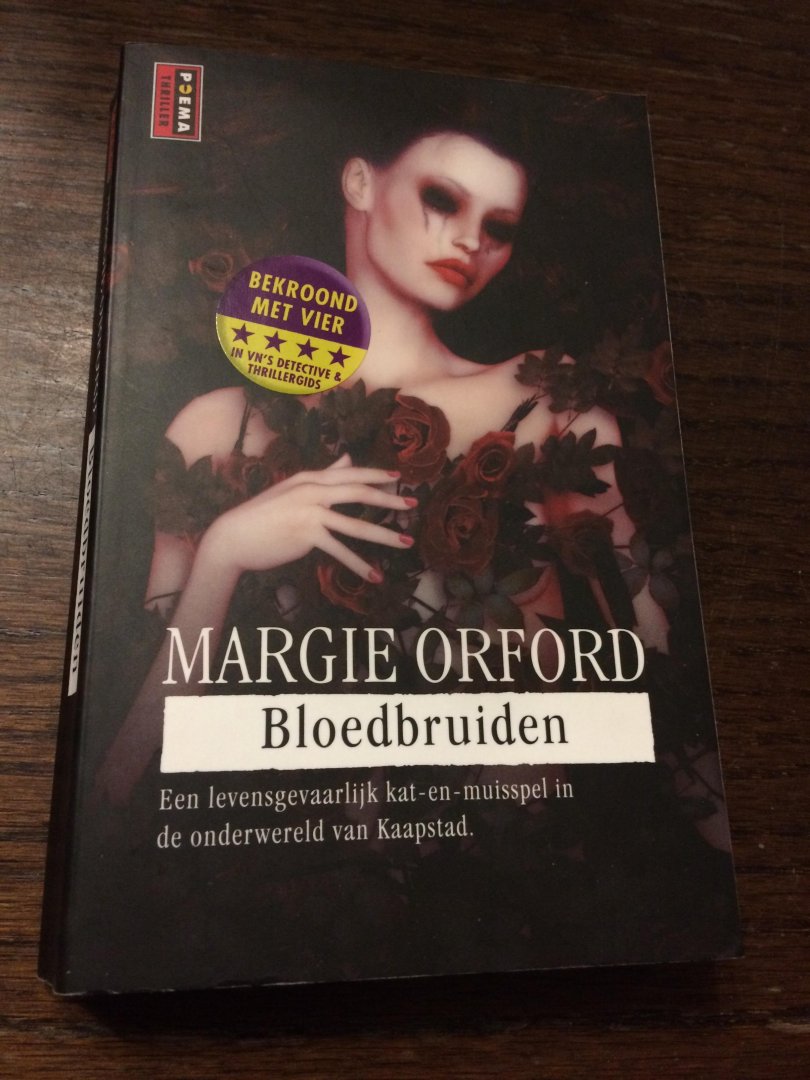 POEMA
THRILLER
BEKROOND
MET VIER
★ ★ ★ ★
IN VN'S DETECTIVE &
THRILLERGIDS
MARGIE ORFORD
Bloedbruiden
Een levensgevaarlijk kat-en-muisspel in
de onderwereld van Kaapstad.
Bloedbruiden